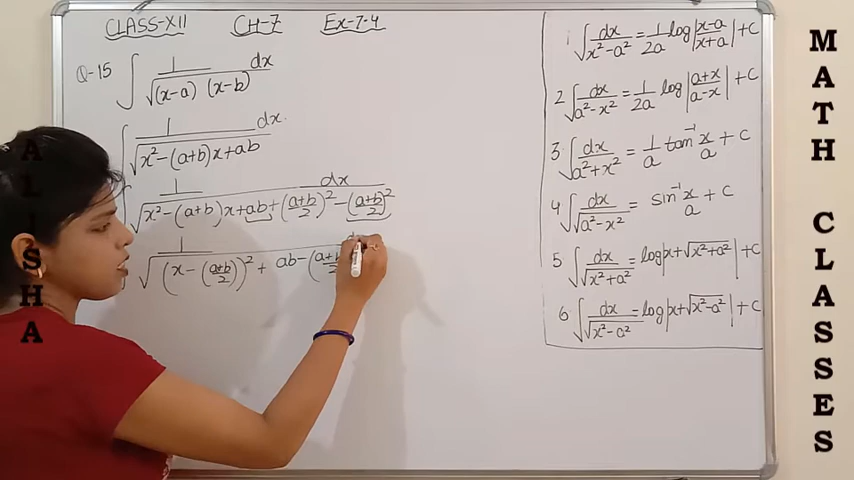 CLASS-XII CH-7 Ex-7.4
Q-15 ∫ 1/√((x-a) (x-b)) dx
∫ 1/√(x²-(a+b)x+ab) dx
∫ 1/√(x²-(a+b)x+ab+((a+b)/2)²-((a+b)/2)²) dx
1/√((x-((a+b)/2))²+ ab-(
1 ∫ dx/(x²-a²) = 1/2a log|(x-a)/(x+a)|+C
2 ∫ dx/(a²-x²) = 1/2a log|(a+x)/(a-x)|+C
3 ∫ dx/(a²+x²) = 1/a tan⁻¹ x/a + C
4 ∫ dx/√(a²-x²) = sin⁻¹ x/a + C
5 ∫ dx/√(x²+a²) = log|x+√(x²+a²)|+C
6 ∫ dx/√(x²-a²) = log|x+√(x²-a²)|+C
ALISHA
MATH CLASSES